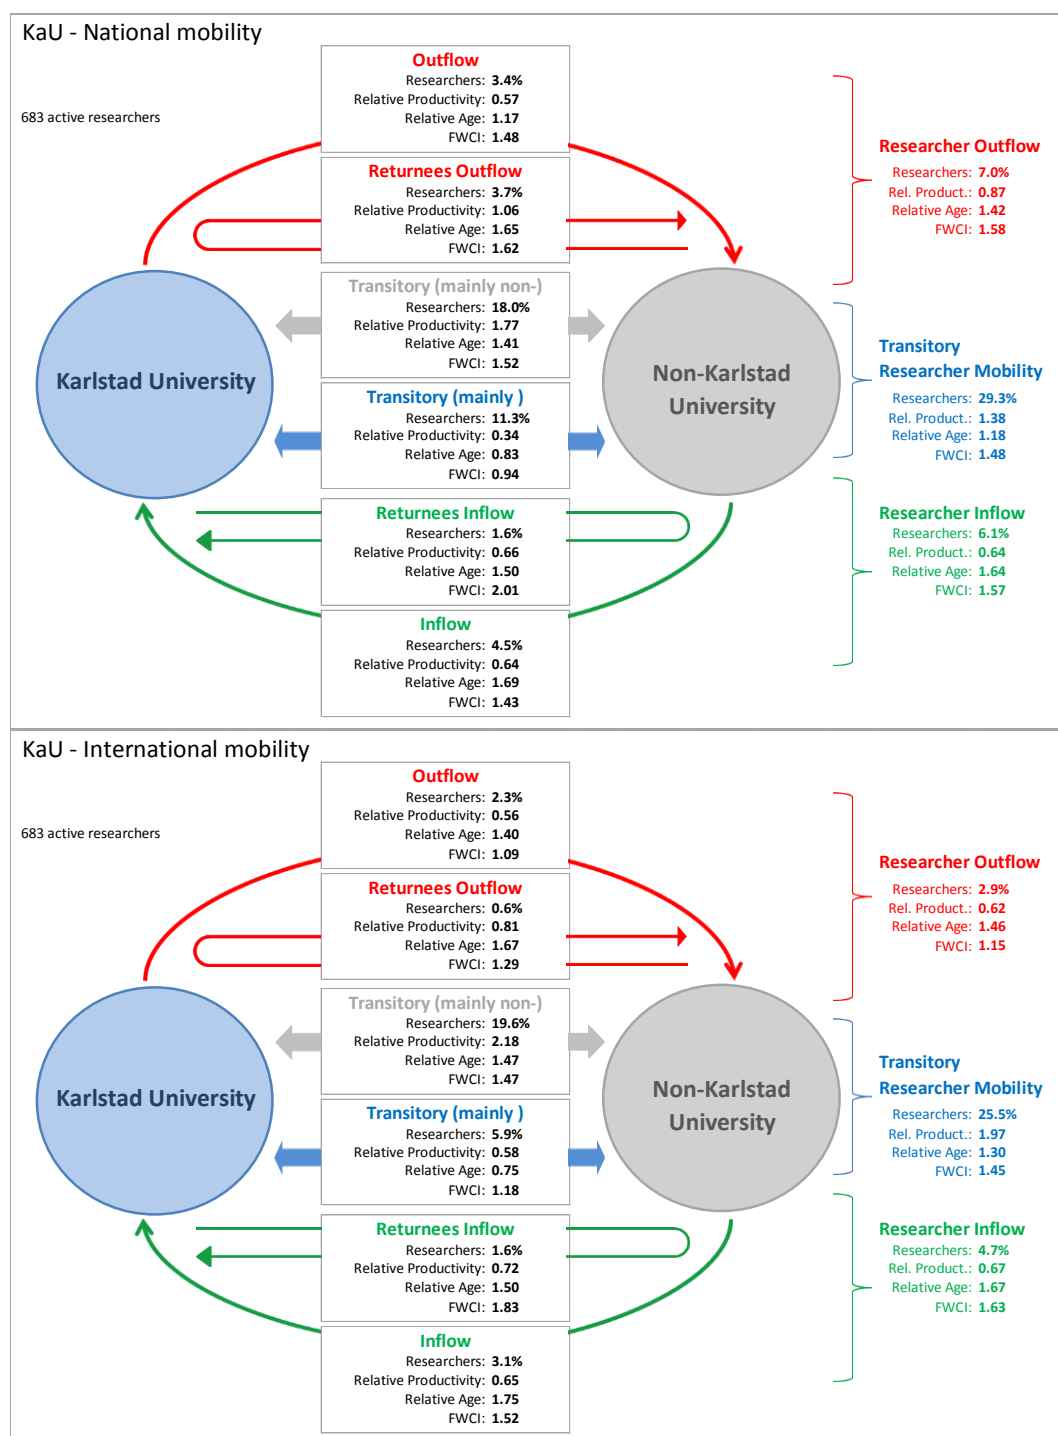 KaU - National mobility
683 active researchers
Outflow
Researchers: 3.4%
Relative Productivity: 0.57
Relative Age: 1.17
FWCI: 1.48
Returnees Outflow
Researchers: 3.7%
Relative Productivity: 1.06
Relative Age: 1.65
FWCI: 1.62
Transitory (mainly non-)
Researchers: 18.0%
Relative Productivity: 1.77
Relative Age: 1.41
FWCI: 1.52
Transitory (mainly )
Researchers: 11.3%
Relative Productivity: 0.34
Relative Age: 0.83
FWCI: 0.94
Returnees Inflow
Researchers: 1.6%
Relative Productivity: 0.66
Relative Age: 1.50
FWCI: 2.01
Inflow
Researchers: 4.5%
Relative Productivity: 0.64
Relative Age: 1.69
FWCI: 1.43
Karlstad University
Non-Karlstad
University
Researcher Outflow
Researchers: 7.0%
Rel. Product.: 0.87
Relative Age: 1.42
FWCI: 1.58
Transitory
Researcher Mobility
Researchers: 29.3%
Rel. Product.: 1.38
Relative Age: 1.18
FWCI: 1.48
Researcher Inflow
Researchers: 6.1%
Rel. Product.: 0.64
Relative Age: 1.64
FWCI: 1.57
KaU - International mobility
683 active researchers
Outflow
Researchers: 2.3%
Relative Productivity: 0.56
Relative Age: 1.40
FWCI: 1.09
Returnees Outflow
Researchers: 0.6%
Relative Productivity: 0.81
Relative Age: 1.67
FWCI: 1.29
Transitory (mainly non-)
Researchers: 19.6%
Relative Productivity: 2.18
Relative Age: 1.47
FWCI: 1.47
Transitory (mainly )
Researchers: 5.9%
Relative Productivity: 0.58
Relative Age: 0.75
FWCI: 1.18
Returnees Inflow
Researchers: 1.6%
Relative Productivity: 0.72
Relative Age: 1.50
FWCI: 1.83
Inflow
Researchers: 3.1%
Relative Productivity: 0.65
Relative Age: 1.75
FWCI: 1.52
Karlstad University
Non-Karlstad
University
Researcher Outflow
Researchers: 2.9%
Rel. Product.: 0.62
Relative Age: 1.46
FWCI: 1.15
Transitory
Researcher Mobility
Researchers: 25.5%
Rel. Product.: 1.97
Relative Age: 1.30
FWCI: 1.45
Researcher Inflow
Researchers: 4.7%
Rel. Product.: 0.67
Relative Age: 1.67
FWCI: 1.63